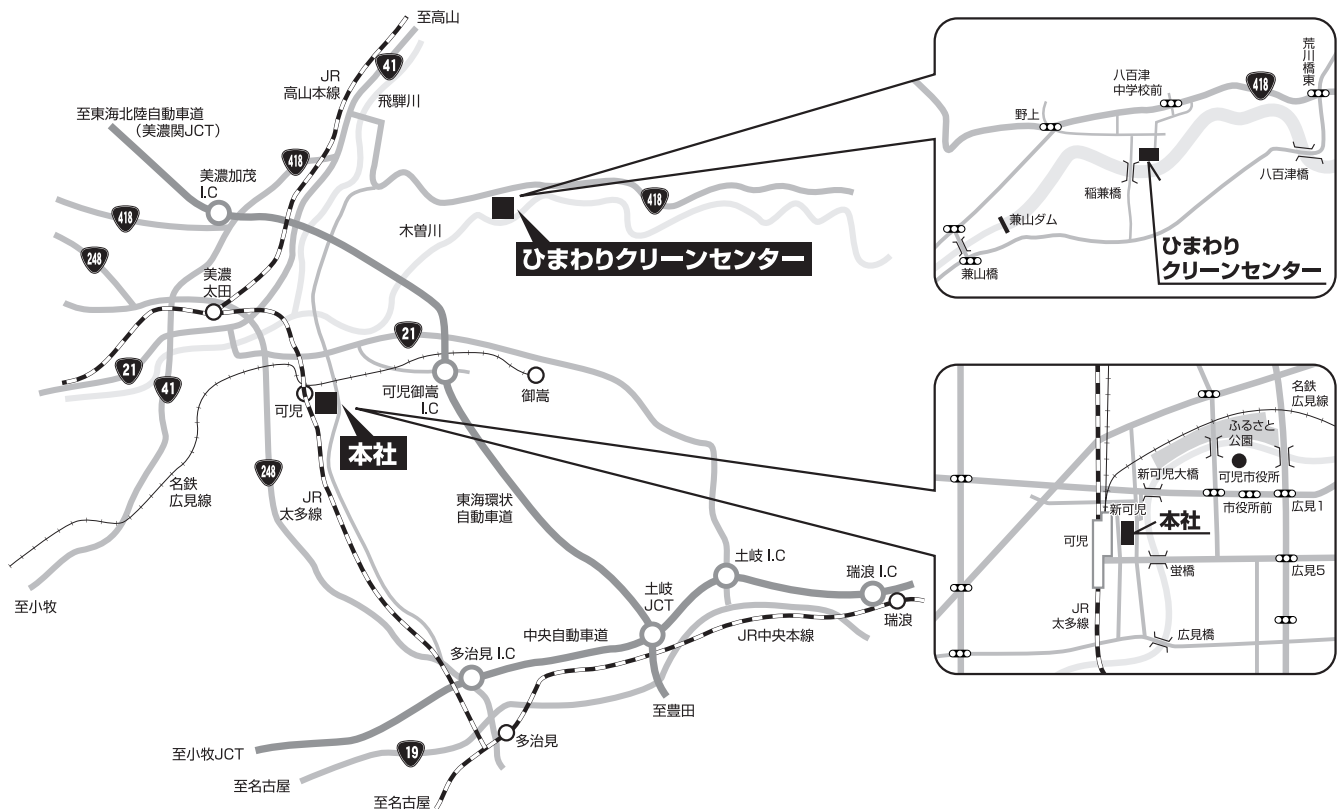 至高山
41
JR
高山本線
飛騨川
至東海北陸自動車道
(美濃関JCT)
418
美濃加茂
I.C
418
418
木曽川
ひまわりクリーンセンター
248
美濃
太田
21
21
41
可児
可児御嵩
I.C
御嵩
本社
248
名鉄
広見線
JR
太多線
東海環状
自動車道
土岐 I.C
瑞浪 I.C
土岐
JCT
瑞浪
至小牧
中央自動車道
JR中央本線
多治見 I.C
至豊田
多治見
至小牧JCT
19
至名古屋
至名古屋
荒川橋東
八百津
中学校前
418
野上
八百津橋
稲兼橋
兼山ダム
ひまわり
クリーンセンター
兼山橋
名鉄
広見線
ふるさと
公園
新可児大橋
可児市役所
新可児
市役所前
広見1
本社
可児
蛍橋
広見5
JR
太多線
広見橋